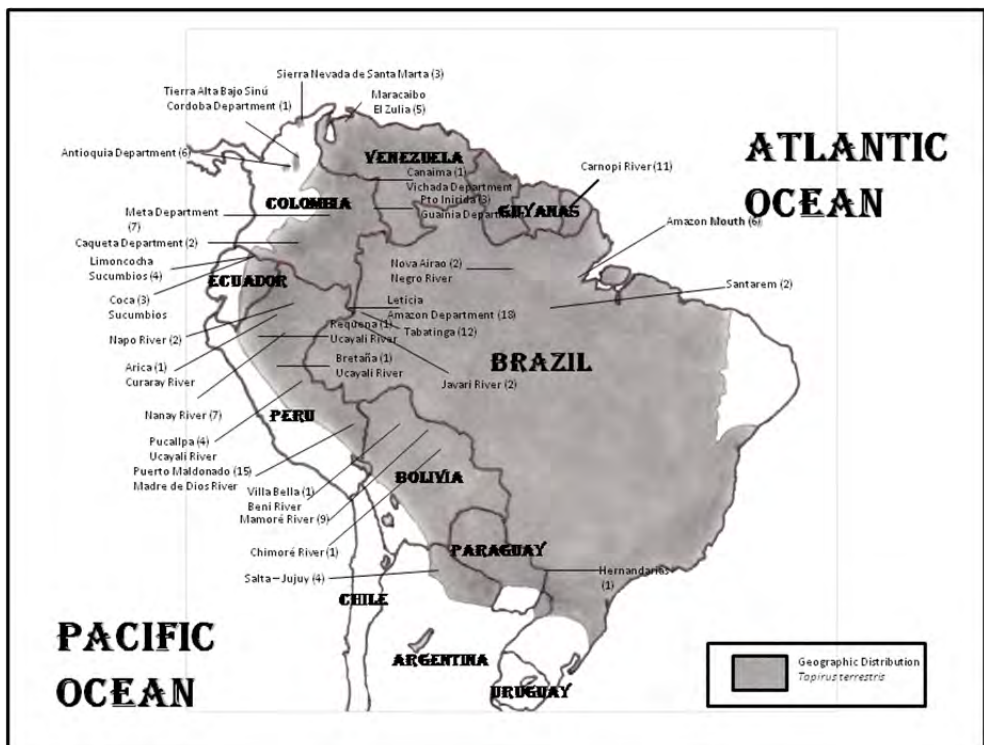 Sierra Nevada de Santa Marta (3)
Tierra Alta Bajo Sinú
Cordoba Department (1)
Maracaibo
El Zulia (5)
Antioquia Department (6)
VENEZUELA
Canaima (1)
Vichada Department
Pto Inirida (3)
Guainia Depart
COLOMBIA
GUYANAS
Carnopi River (11)
ATLANTIC
OCEAN
Meta Department
(7)
Caqueta Department (2)
Limoncocha
Sucumbios (4)
ECUADOR
Coca (3)
Sucumbios
Nova Airao (2)
Negro River
Amazon Mouth (6)
Santarem (2)
Leticia
Amazon Department (18)
Tabatinga (12)
Napo River (2)
Requena (1)
Ucayali River
Arica (1)
Curaray River
Bretaña (1)
Ucayali River
Javari River (2)
BRAZIL
Nanay River (7)
PERU
Pucallpa (4)
Ucayali River
Puerto Maldonado (15)
Madre de Dios River
BOLIVIA
Villa Bella (1)
Beni River
Mamoré River (9)
Chimoré River (1)
PARAGUAY
Salta – Jujuy (4)
Hernandarias
(1)
CHILE
PACIFIC
OCEAN
ARGENTINA
URUGUAY
Geographic Distribution
Tapirus terrestris